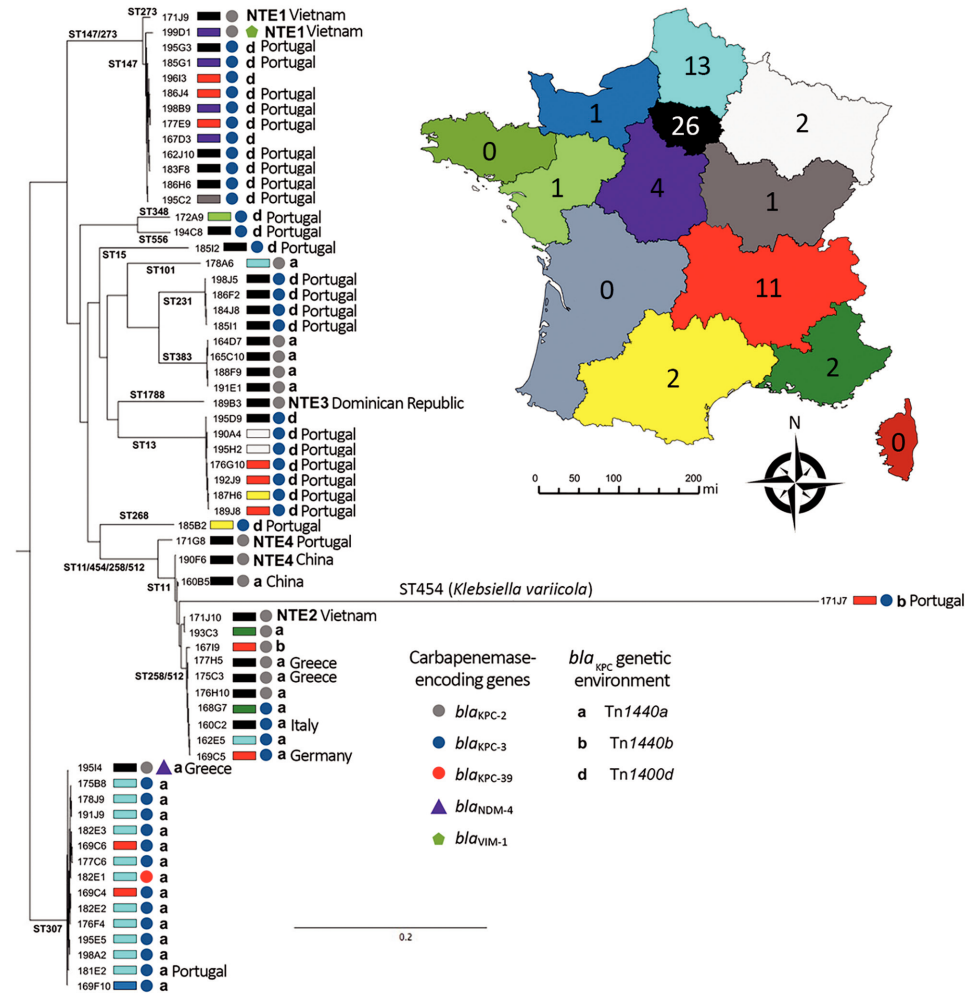 ST273
171J9 NTE1 Vietnam
199D1 NTE1 Vietnam
ST147/273
195G3 d Portugal
ST147
185G1 d Portugal
196I3 d
186J4 d Portugal
198B9 d Portugal
177E9 d Portugal
167D3 d
162J10 d Portugal
183F8 d Portugal
186H6 d Portugal
195C2 d Portugal
ST348
172A9 d Portugal
194C8 d Portugal
ST556
185I2 d Portugal
ST15
178A6 a
ST101
198J5 d Portugal
186F2 d Portugal
ST231
184J8 d Portugal
185I1 d Portugal
164D7 a
ST383
165C10 a
188F9 a
191E1 a
ST1788
189B3 NTE3 Dominican Republic
195D9 d
190A4 d Portugal
ST13
195H2 d Portugal
176G10 d Portugal
192J9 d Portugal
187H6 d Portugal
189J8 d Portugal
ST268
185B2 d Portugal
171G8 NTE4 Portugal
190F6 NTE4 China
ST11/454/258/512
ST11
160B5 a China
ST454 (Klebsiella variicola)
171J7 b Portugal
171J10 NTE2 Vietnam
193C3 a
167I9 b
177H5 a Greece
ST258/512
175C3 a Greece
176H10 a
168G7 a
160C2 a Italy
162E5 a
169C5 a Germany
195I4 a Greece
175B8 a
178J9 a
191J9 a
182E3 a
169C6 a
177C6 a
182E1 a
169C4 a
182E2 a
176F4 a
ST307
195E5 a
198A2 a
181E2 a Portugal
169F10 a
0.2
13
1
26
2
0
1
4
1
0
11
2
2
0
N
0 50 100 200 mi
Carbapenemase-
encoding genes
blaKPC-2
blaKPC-3
blaKPC-39
blaNDM-4
blaVIM-1
blaKPC genetic
environment
a Tn1440a
b Tn1440b
d Tn1400d